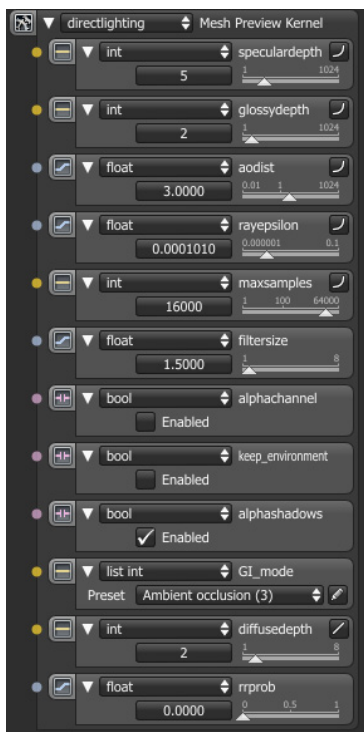 directlighting Mesh Preview Kernel
int speculardepth
5 1 1024
int glossydepth
2 1 1024
float aodist
3.0000 0.01 1 1024
float rayepsilon
0.0001010 0.000001 0.1
int maxsamples
16000 1 100 64000
float filtersize
1.5000 1 8
bool alphachannel
Enabled
bool keep_environment
Enabled
bool alphashadows
Enabled
list int GI_mode
Preset Ambient occlusion (3)
int diffusedepth
2 1 8
float rrprob
0.0000 0 0.5 1